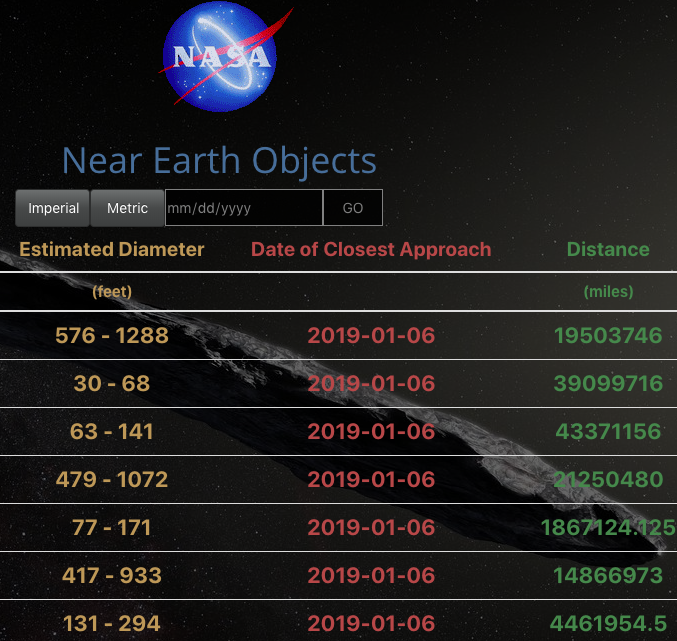 NASA
Near Earth Objects
Imperial Metric mm/dd/yyyy GO
Estimated Diameter Date of Closest Approach Distance
(feet) (miles)
576 - 1288 2019-01-06 19503746
30 - 68 2019-01-06 39099716
63 - 141 2019-01-06 43371156
479 - 1072 2019-01-06 21250480
77 - 171 2019-01-06 1867124.125
417 - 933 2019-01-06 14866973
131 - 294 2019-01-06 4461954.5